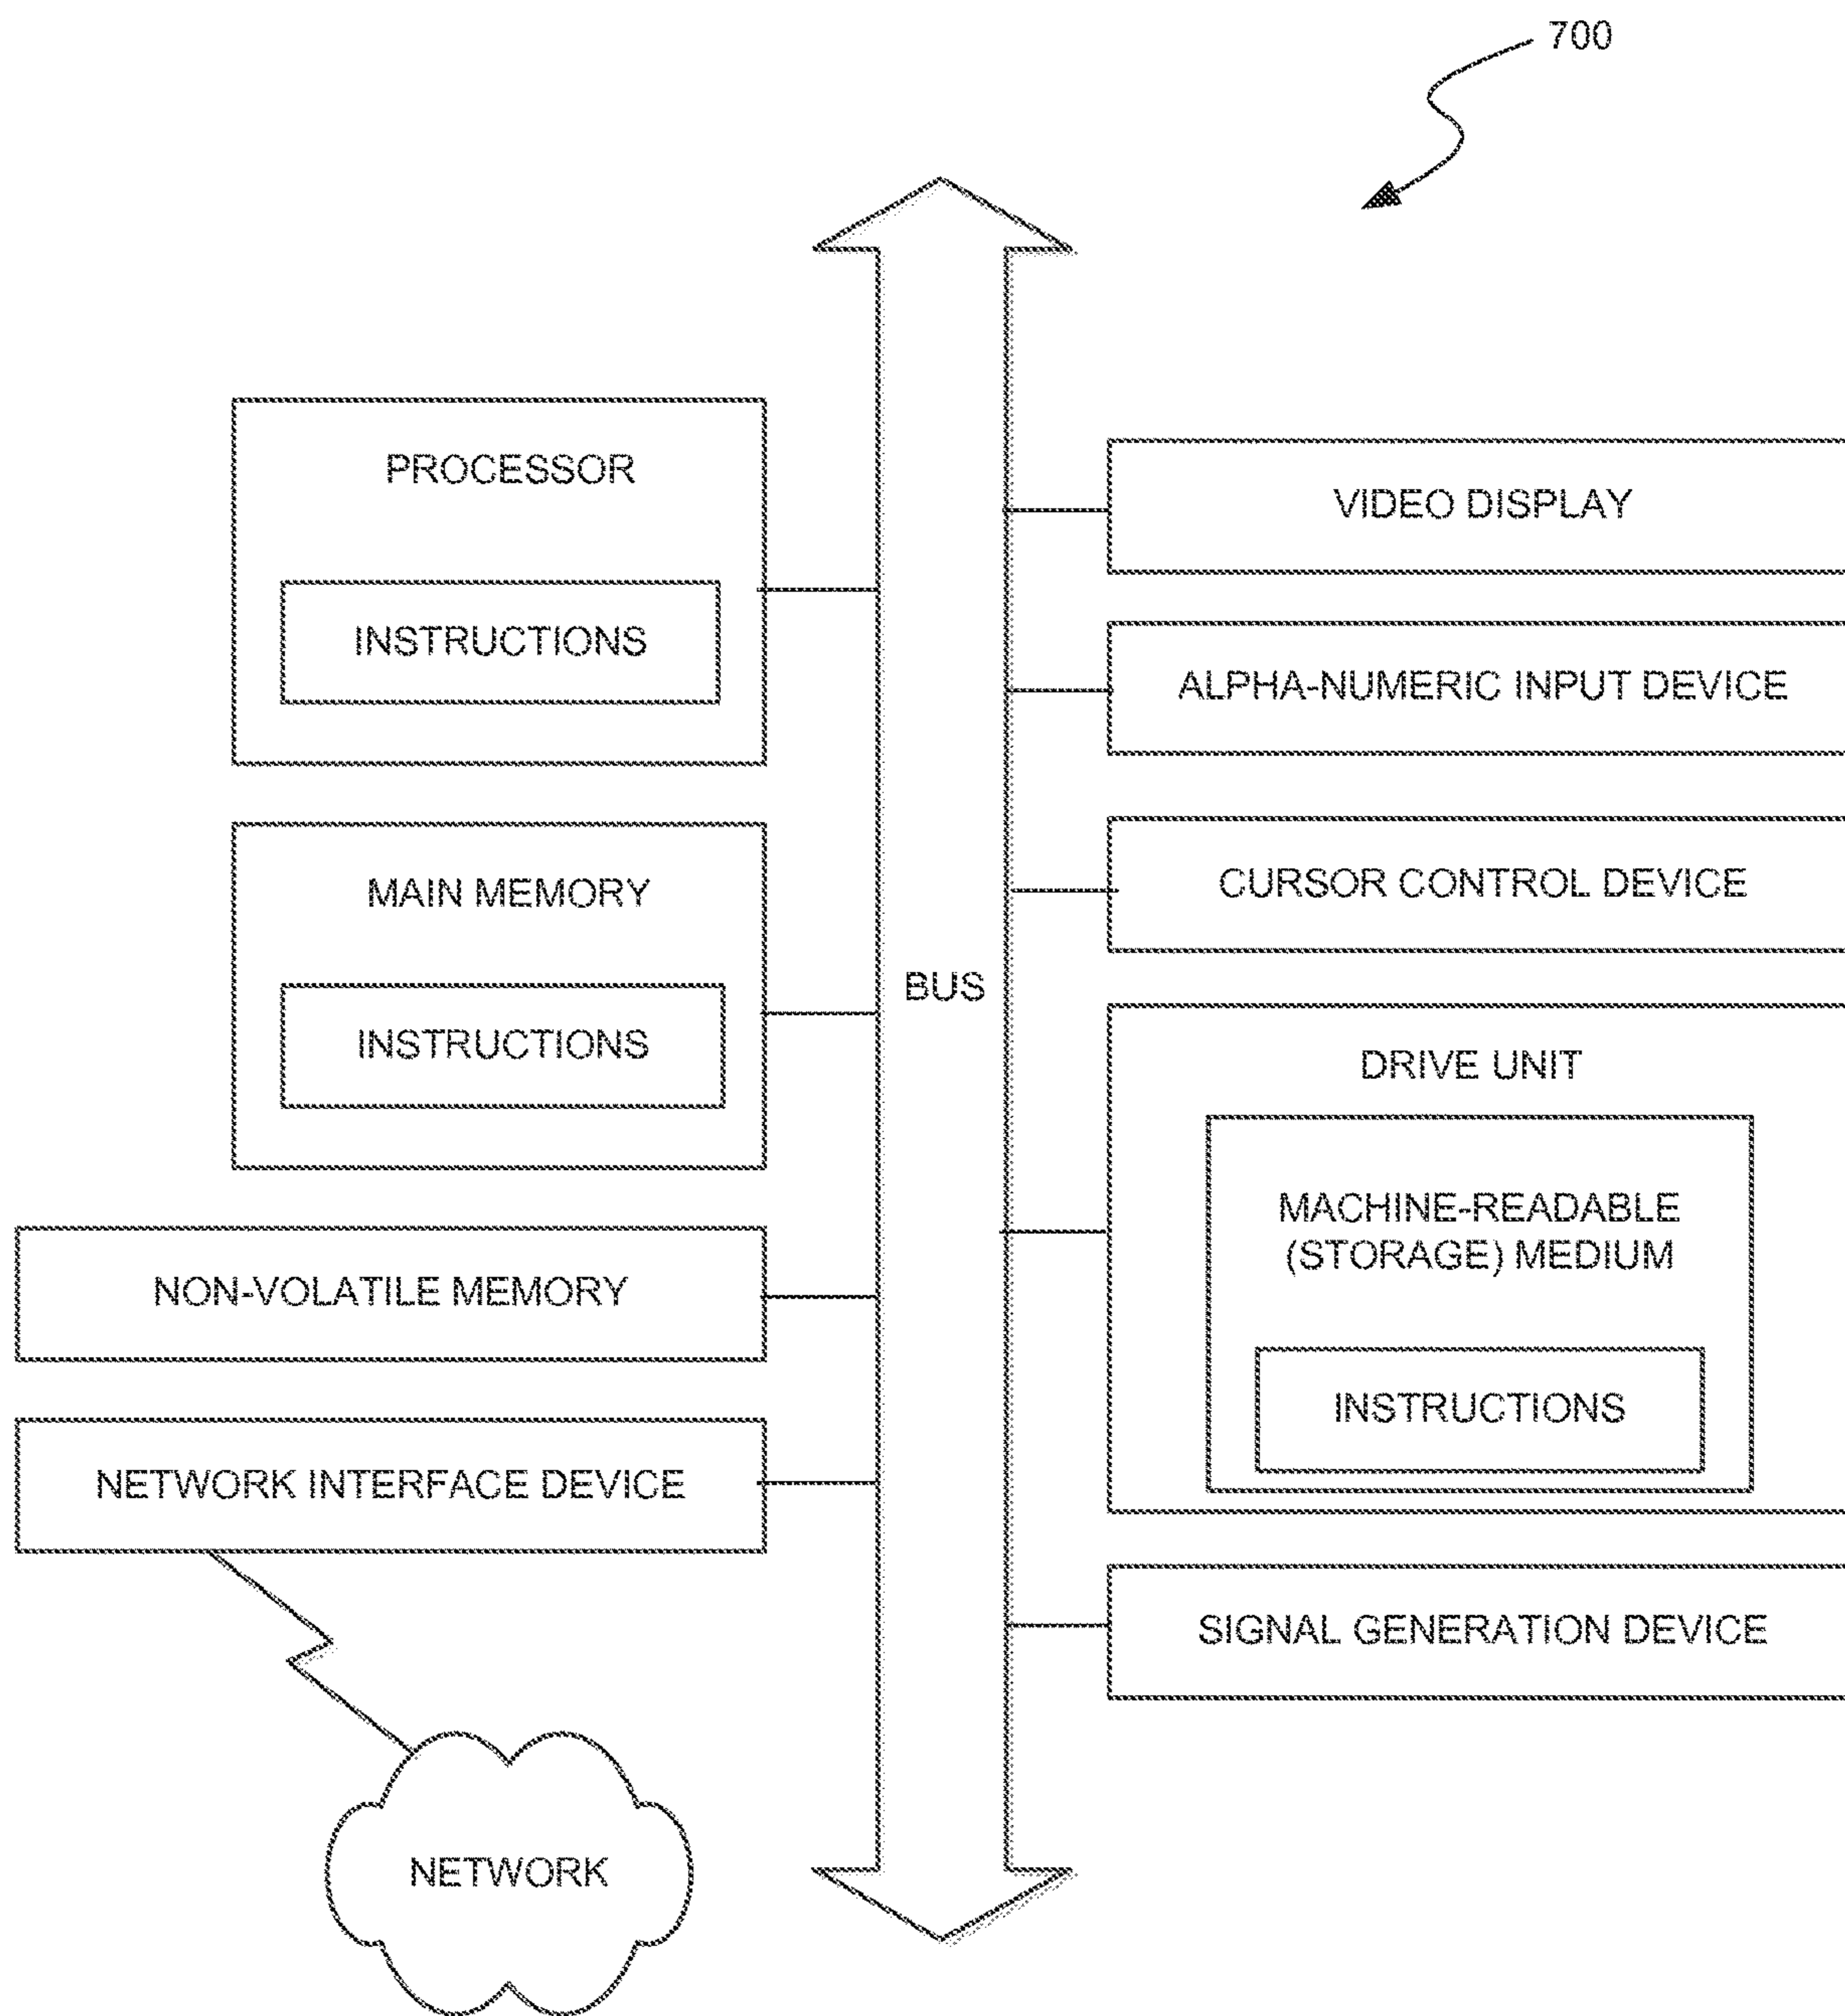 700
PROCESSOR
INSTRUCTIONS
MAIN MEMORY
INSTRUCTIONS
NON-VOLATILE MEMORY
NETWORK INTERFACE DEVICE
NETWORK
BUS
VIDEO DISPLAY
ALPHA-NUMERIC INPUT DEVICE
CURSOR CONTROL DEVICE
DRIVE UNIT
MACHINE-READABLE
(STORAGE) MEDIUM
INSTRUCTIONS
SIGNAL GENERATION DEVICE